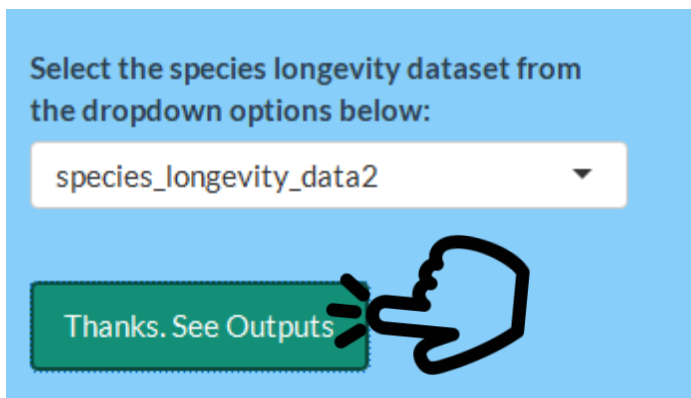 Select the species longevity dataset from
the dropdown options below:
species_longevity_data2
Thanks. See Outputs